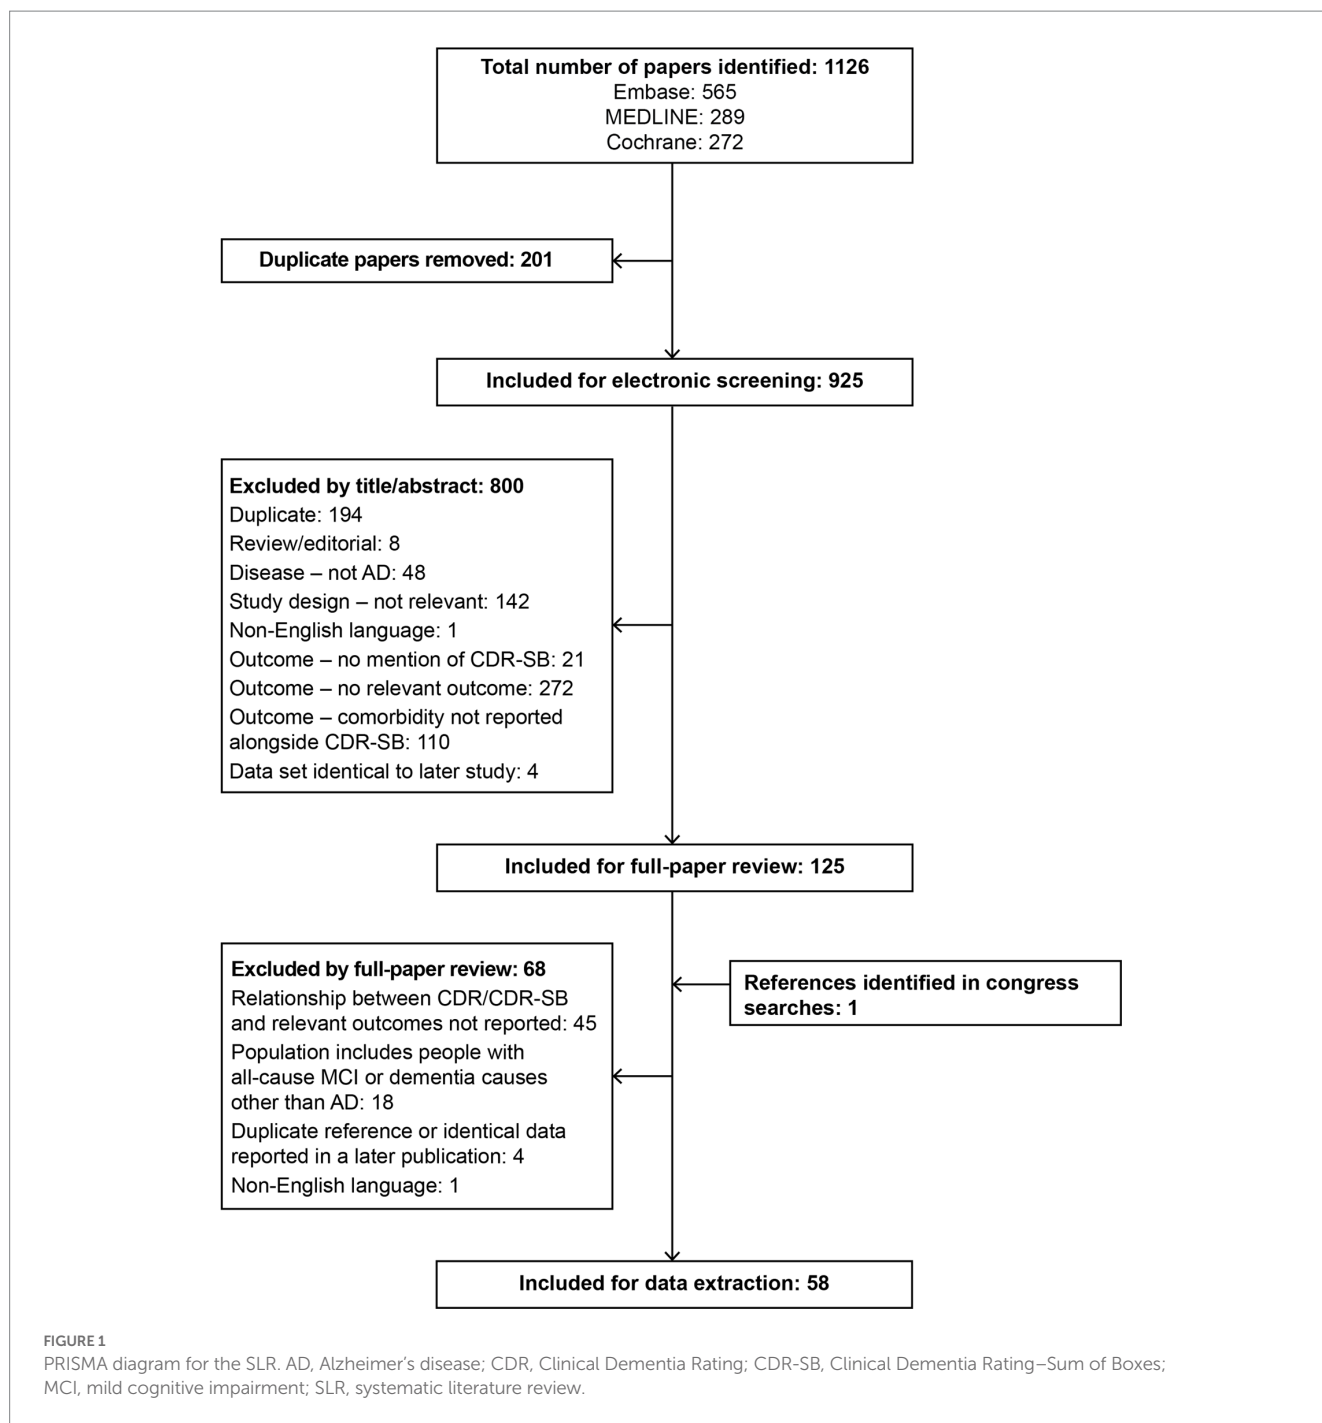 Total number of papers identified: 1126
Embase: 565
MEDLINE: 289
Cochrane: 272
Duplicate papers removed: 201
Included for electronic screening: 925
Excluded by title/abstract: 800
Duplicate: 194
Review/editorial: 8
Disease – not AD: 48
Study design – not relevant: 142
Non-English language: 1
Outcome – no mention of CDR-SB: 21
Outcome – no relevant outcome: 272
Outcome – comorbidity not reported
alongside CDR-SB: 110
Data set identical to later study: 4
Included for full-paper review: 125
Excluded by full-paper review: 68
Relationship between CDR/CDR-SB
and relevant outcomes not reported: 45
Population includes people with
all-cause MCI or dementia causes
other than AD: 18
Duplicate reference or identical data
reported in a later publication: 4
Non-English language: 1
References identified in congress
searches: 1
Included for data extraction: 58
FIGURE 1
PRISMA diagram for the SLR. AD, Alzheimer’s disease; CDR, Clinical Dementia Rating; CDR-SB, Clinical Dementia Rating–Sum of Boxes;
MCI, mild cognitive impairment; SLR, systematic literature review.